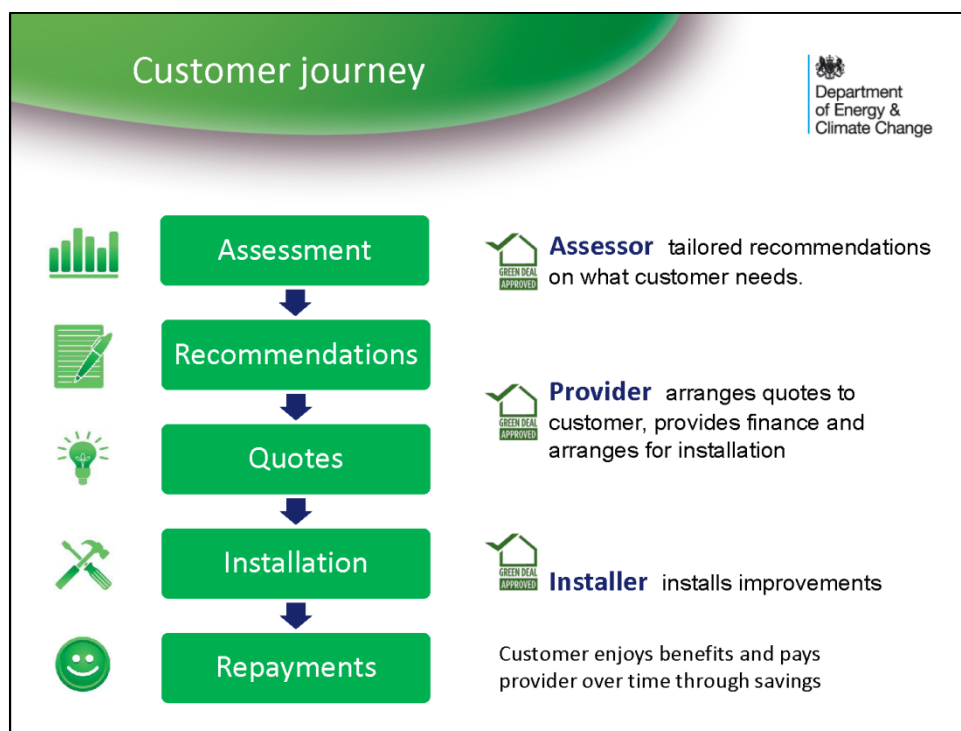 Customer journey
Department
of Energy &
Climate Change
Assessment
GREEN DEAL
APPROVED
Assessor tailored recommendations
on what customer needs.
Recommendations
GREEN DEAL
APPROVED
Provider arranges quotes to
customer, provides finance and
arranges for installation
Quotes
Installation
GREEN DEAL
APPROVED
Installer installs improvements
Repayments
Customer enjoys benefits and pays
provider over time through savings